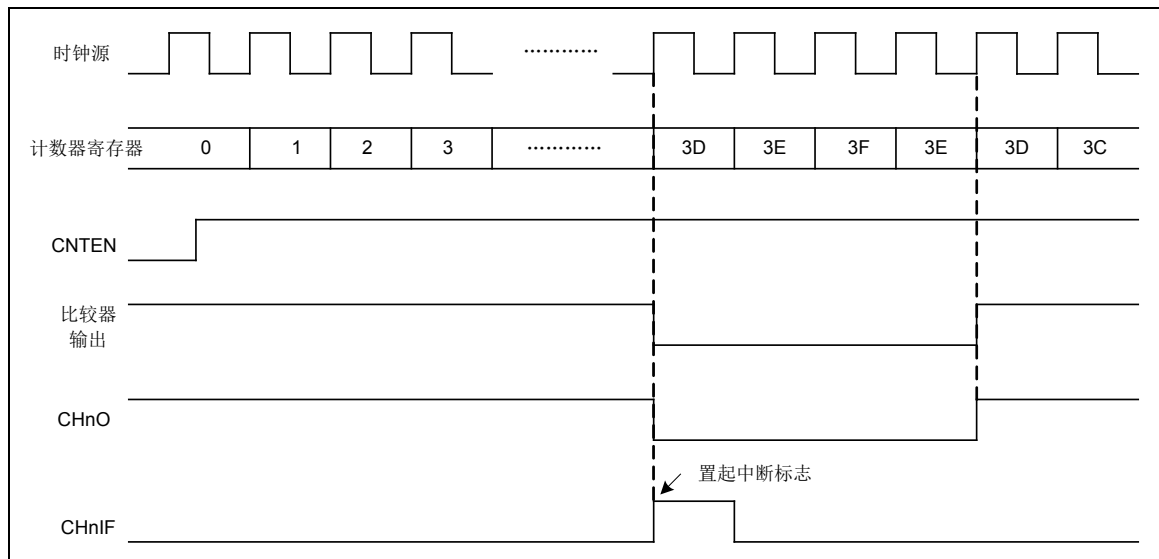 时钟源
…………
计数器寄存器 0 1 2 3 ………… 3D 3E 3F 3E 3D 3C
CNTEN
比较器
输出
CHnO
置起中断标志
CHnIF